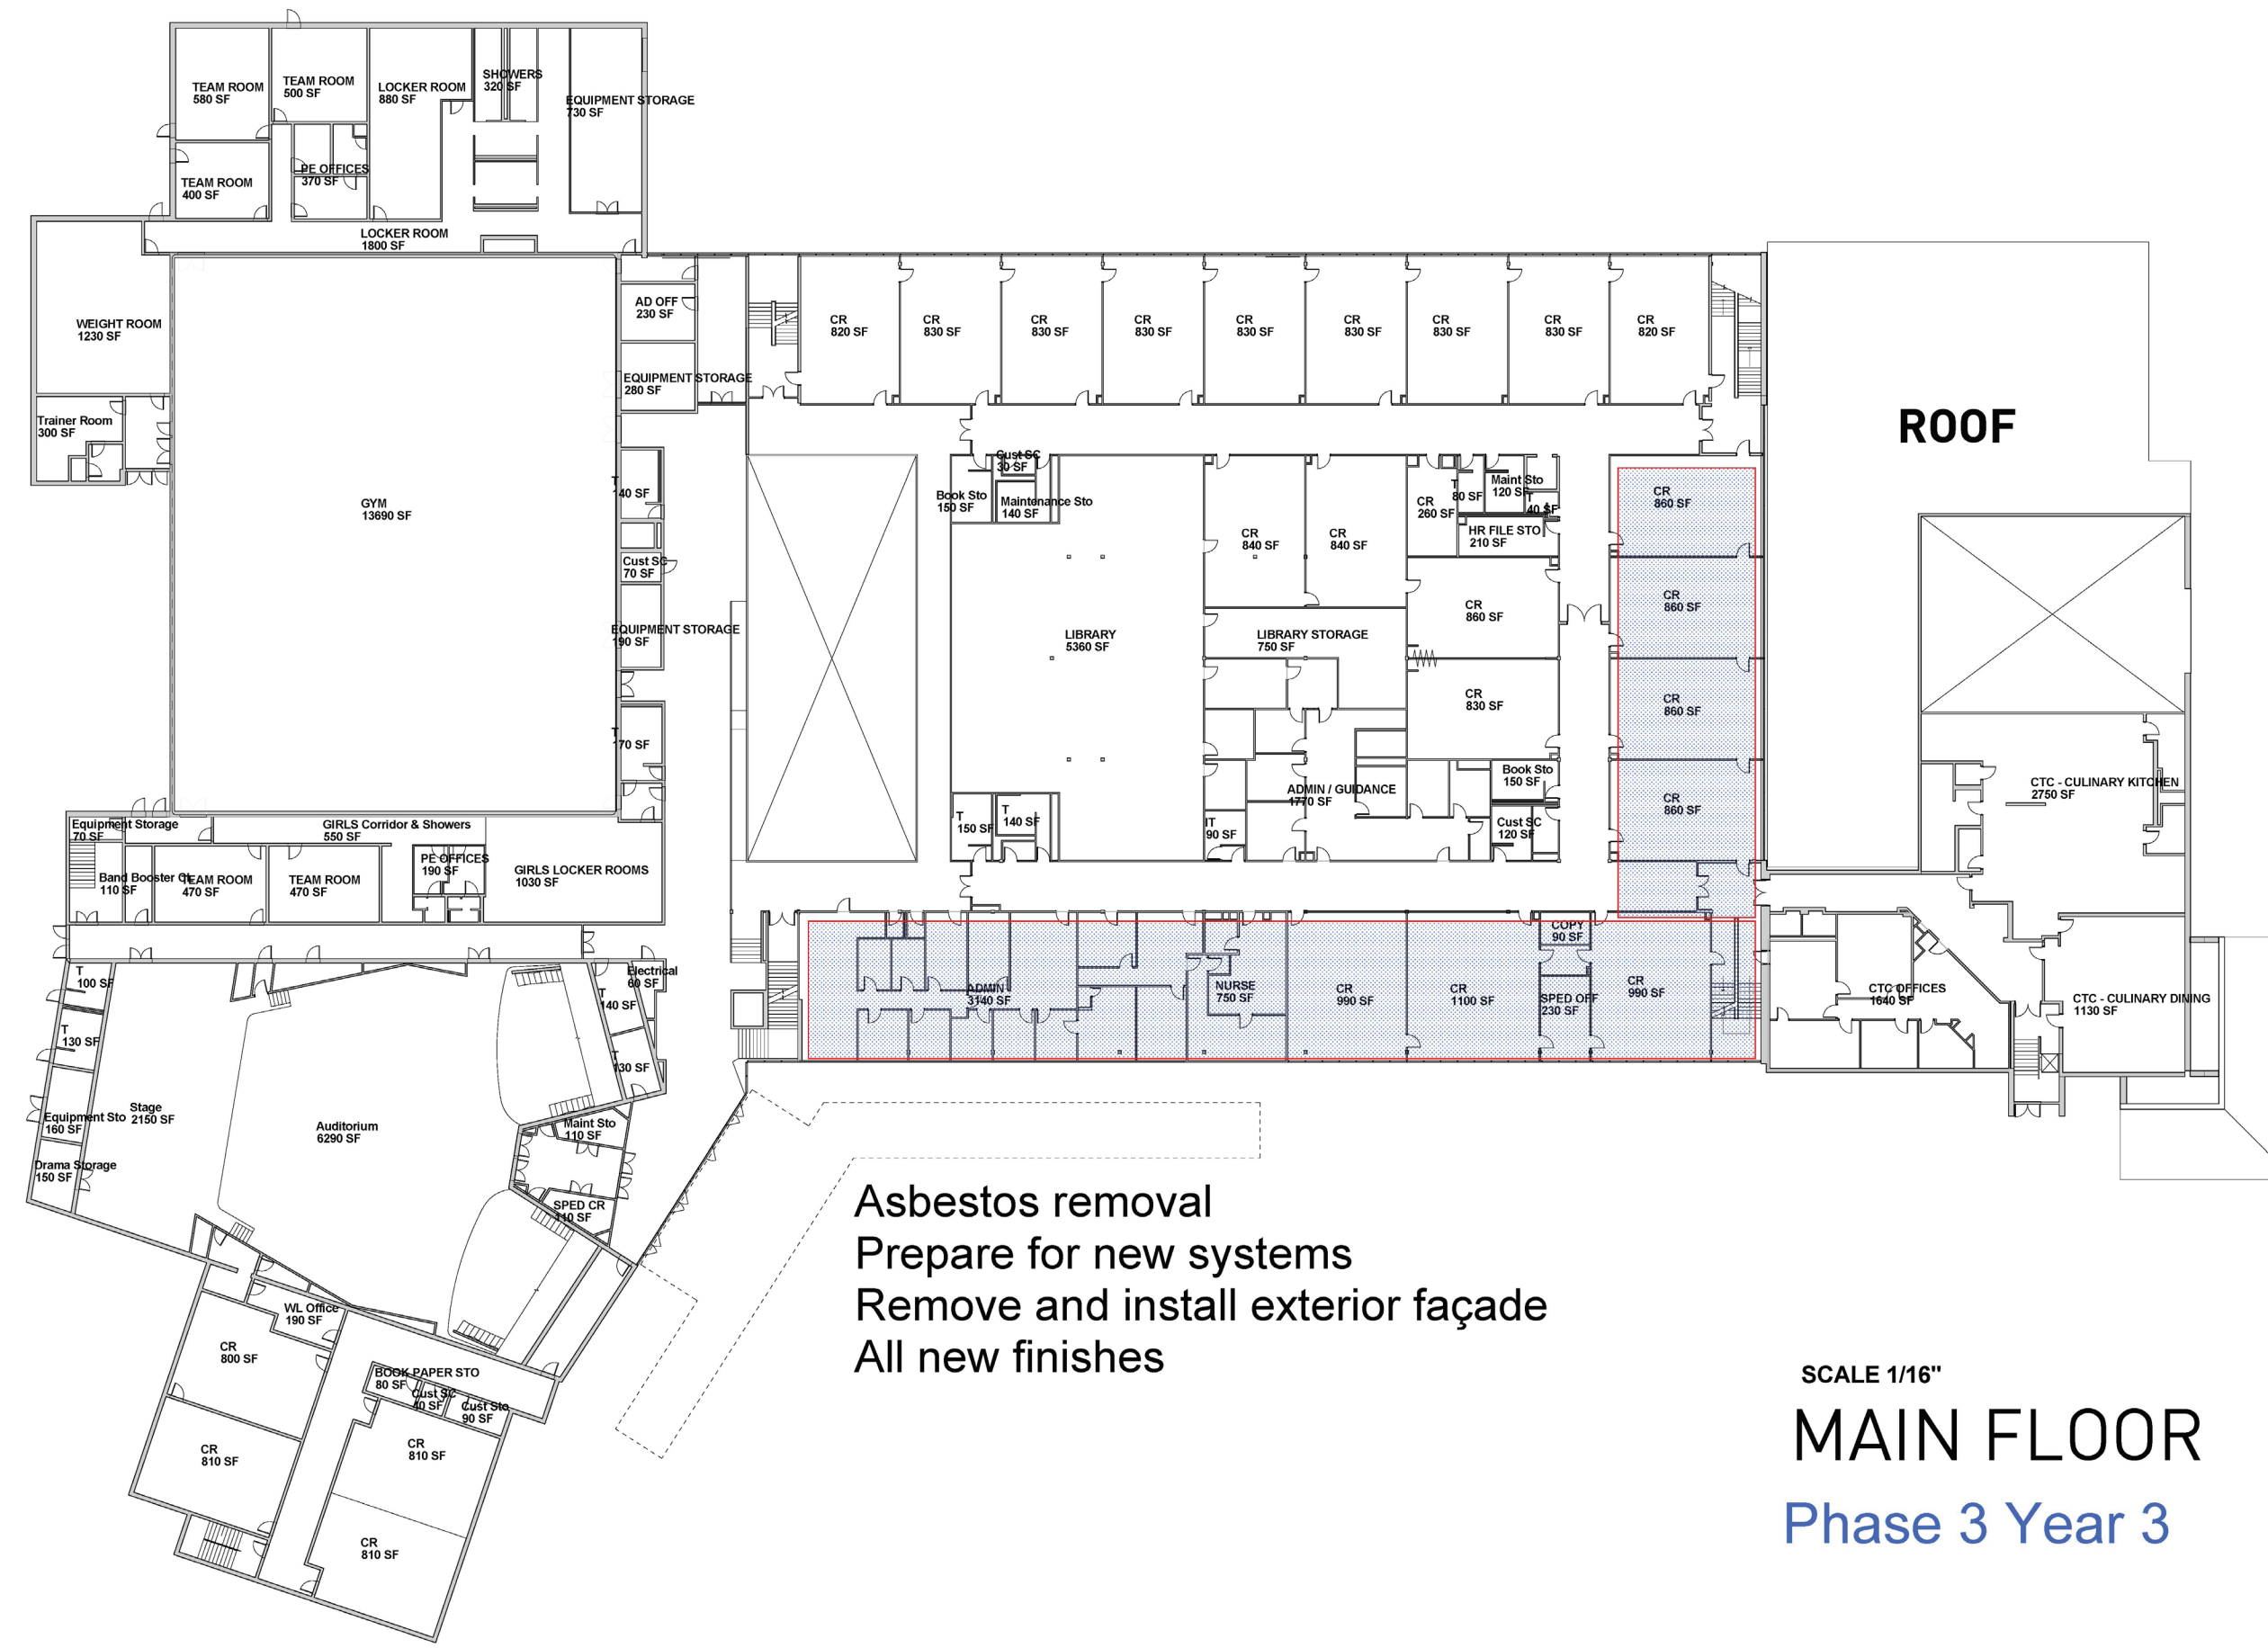 TEAM ROOM
580 SF
TEAM ROOM
500 SF
LOCKER ROOM
880 SF
SHOWERS
320 SF
EQUIPMENT STORAGE
730 SF
TEAM ROOM
400 SF
PE OFFICES
370 SF
LOCKER ROOM
1800 SF
WEIGHT ROOM
1230 SF
AD OFF
230 SF
EQUIPMENT STORAGE
280 SF
Trainer Room
300 SF
GYM
13690 SF
T
140 SF
Cust SC
70 SF
EQUIPMENT STORAGE
190 SF
T
170 SF
CR
820 SF
CR
830 SF
CR
830 SF
CR
830 SF
CR
830 SF
CR
830 SF
CR
830 SF
CR
830 SF
CR
820 SF
ROOF
Cust SC
30 SF
Book Sto
150 SF
Maintenance Sto
140 SF
CR
840 SF
CR
840 SF
CR
260 SF
T
80 SF
Maint Sto
120 SF
T
40 SF
HR FILE STO
210 SF
CR
860 SF
CR
860 SF
CR
860 SF
LIBRARY
5360 SF
LIBRARY STORAGE
750 SF
CR
830 SF
CR
860 SF
Book Sto
150 SF
ADMIN / GUIDANCE
1770 SF
CR
860 SF
T
150 SF
T
140 SF
IT
90 SF
Cust SC
120 SF
CTC - CULINARY KITCHEN
2750 SF
Equipment Storage
70 SF
GIRLS Corridor & Showers
550 SF
Band Booster Cl
110 SF
TEAM ROOM
470 SF
TEAM ROOM
470 SF
PE OFFICES
190 SF
GIRLS LOCKER ROOMS
1030 SF
ADMIN
3140 SF
NURSE
750 SF
CR
990 SF
CR
1100 SF
COPY
90 SF
SPED OFF
230 SF
CR
990 SF
CTC OFFICES
1640 SF
CTC - CULINARY DINING
1130 SF
T
100 SF
T
130 SF
Equipment Sto
160 SF
Drama Storage
150 SF
Stage
2150 SF
Auditorium
6290 SF
Electrical
60 SF
T
140 SF
T
130 SF
Maint Sto
110 SF
SPED CR
110 SF
WL Office
190 SF
CR
800 SF
CR
810 SF
BOOK PAPER STO
80 SF
Cust SC
40 SF
Cust Sto
90 SF
CR
810 SF
CR
810 SF
Asbestos removal
Prepare for new systems
Remove and install exterior façade
All new finishes
SCALE 1/16"
MAIN FLOOR
Phase 3 Year 3